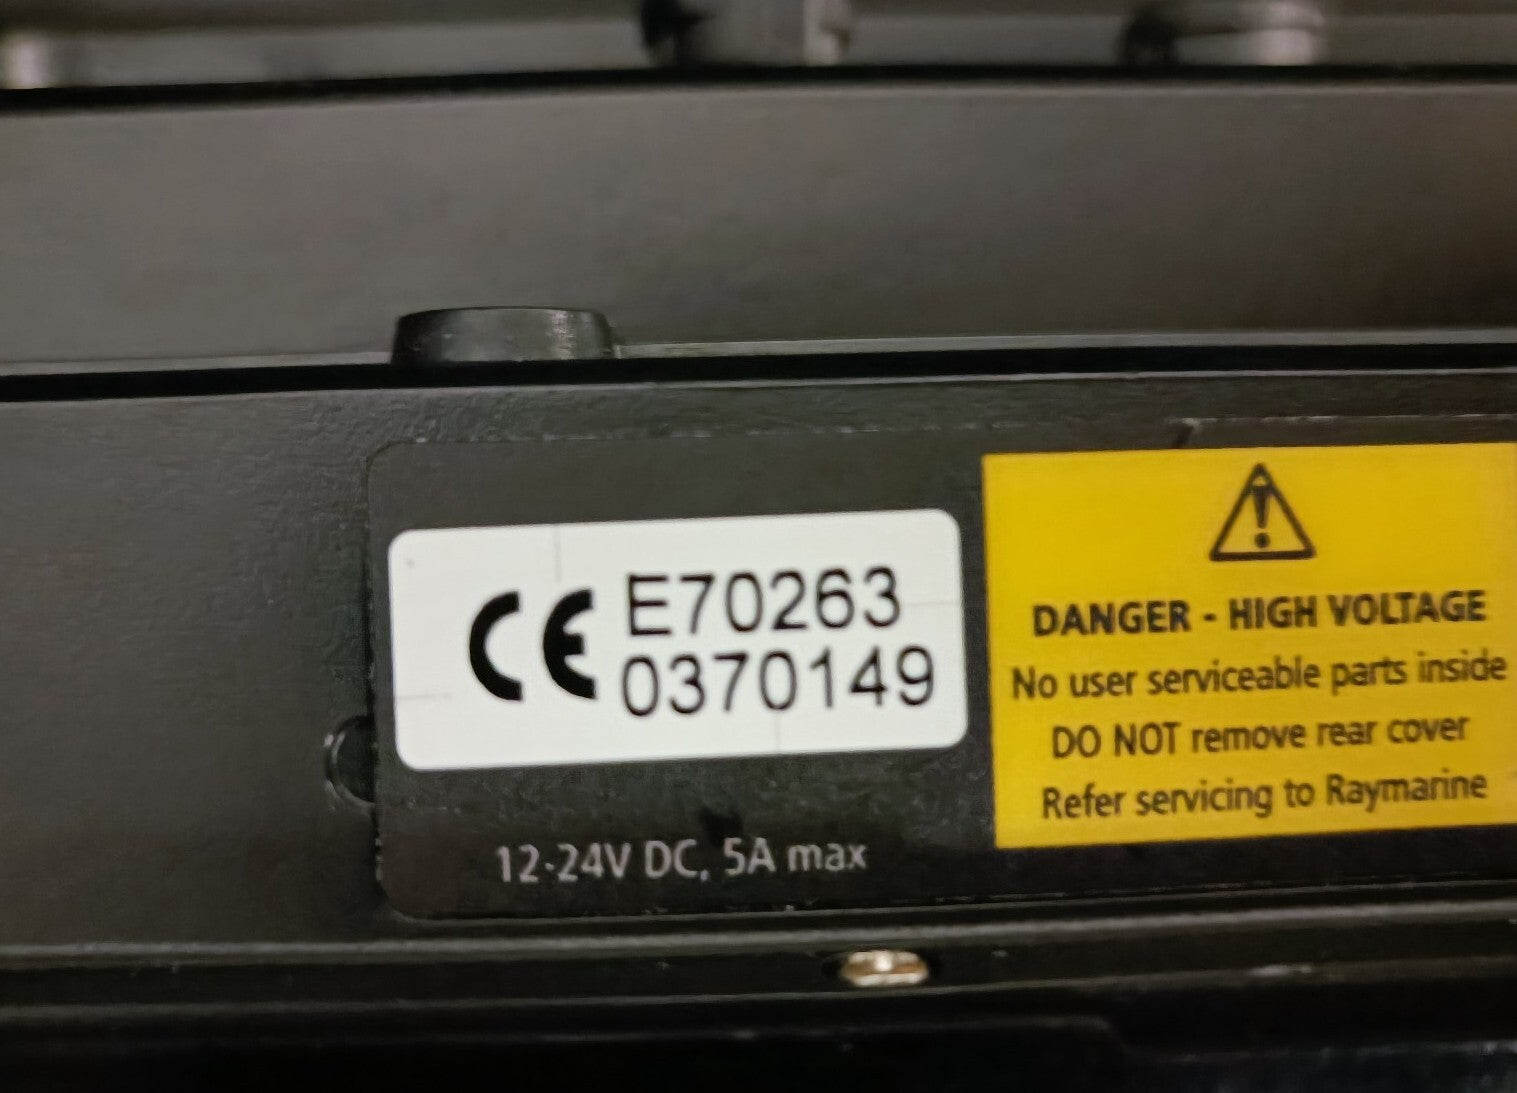 CE E70263
0370149
12-24V DC, 5A max
DANGER - HIGH VOLTAGE
No user serviceable parts inside
DO NOT remove rear cover
Refer servicing to Raymarine